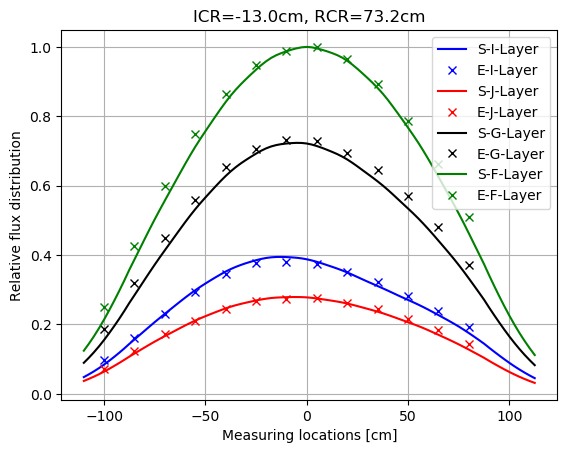 ICR=-13.0cm, RCR=73.2cm
1.0
0.8
0.6
0.4
0.2
0.0
Relative flux distribution
S-I-Layer
E-I-Layer
S-J-Layer
E-J-Layer
S-G-Layer
E-G-Layer
S-F-Layer
E-F-Layer
−100
−50
0
50
100
Measuring locations [cm]